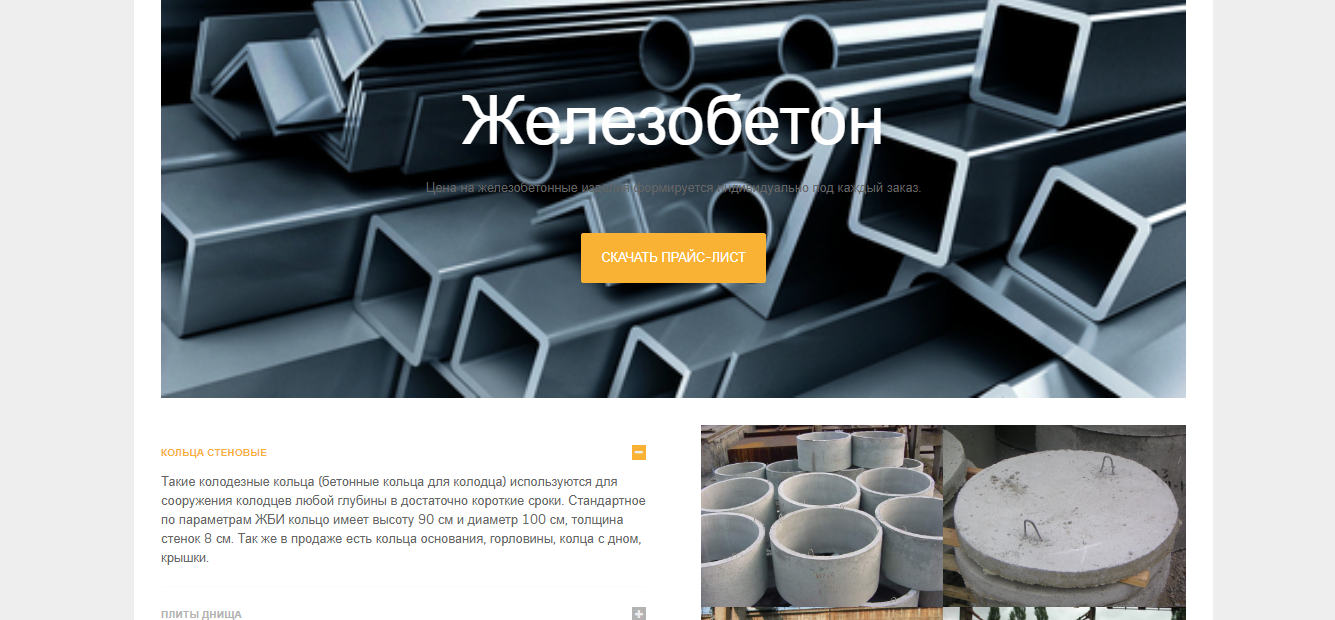 Железобетон
Цена на железобетонные изделия формируется индивидуально под каждый заказ.
СКАЧАТЬ ПРАЙС-ЛИСТ
КОЛЬЦА СТЕНОВЫЕ
Такие колодезные кольца (бетонные кольца для колодца) используются для
сооружения колодцев любой глубины в достаточно короткие сроки. Стандартное
по параметрам ЖБИ кольцо имеет высоту 90 см и диаметр 100 см, толщина
стенок 8 см. Так же в продаже есть кольца основания, горловины, колца с дном,
крышки.
ПЛИТЫ ДНИЩА